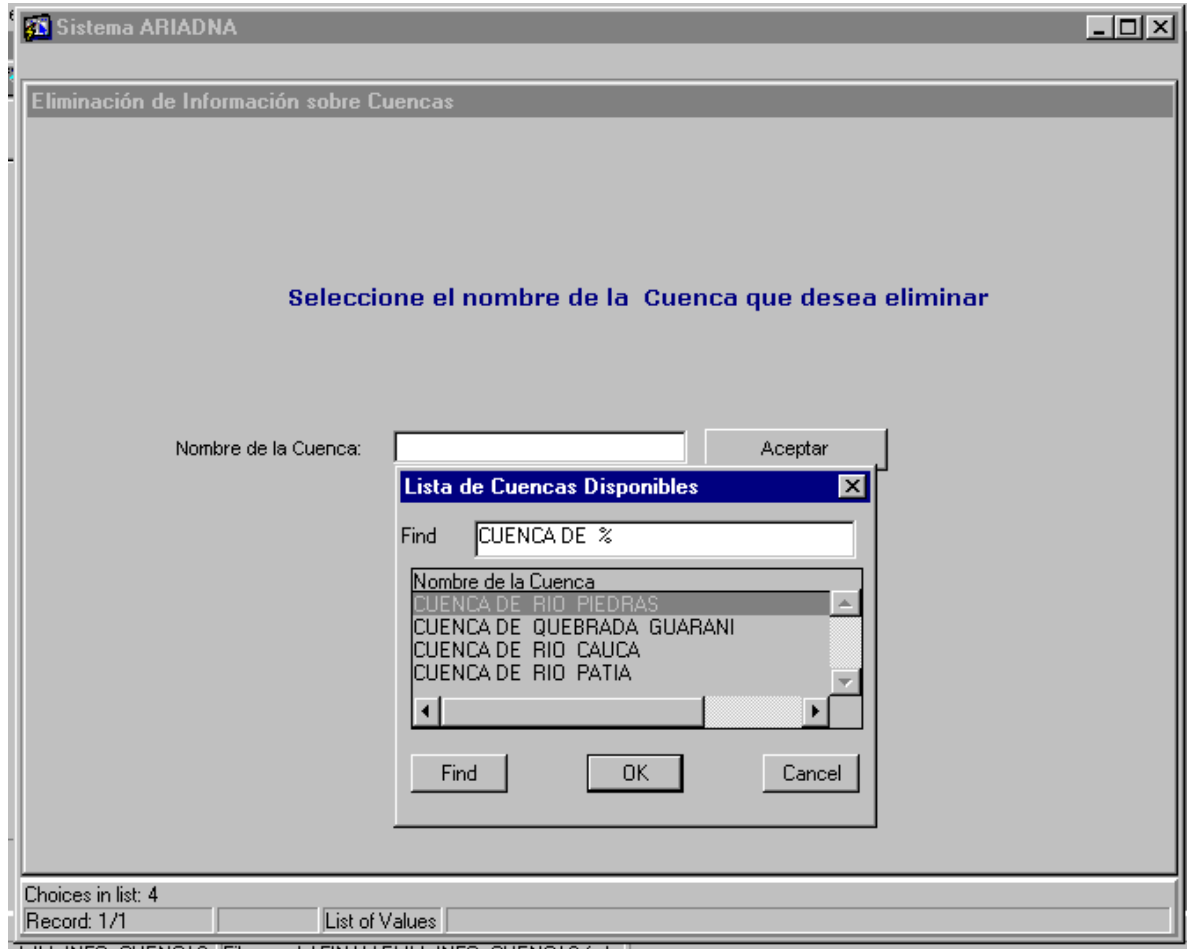 Sistema ARIADNA
Eliminación de Información sobre Cuencas
Seleccione el nombre de la Cuenca que desea eliminar
Nombre de la Cuenca:
Aceptar
Lista de Cuencas Disponibles
Find CUENCA DE %
Nombre de la Cuenca
CUENCA DE RIO PIEDRAS
CUENCA DE QUEBRADA GUARANI
CUENCA DE RIO CAUCA
CUENCA DE RIO PATIA
Find OK Cancel
Choices in list: 4
Record: 1/1 List of Values